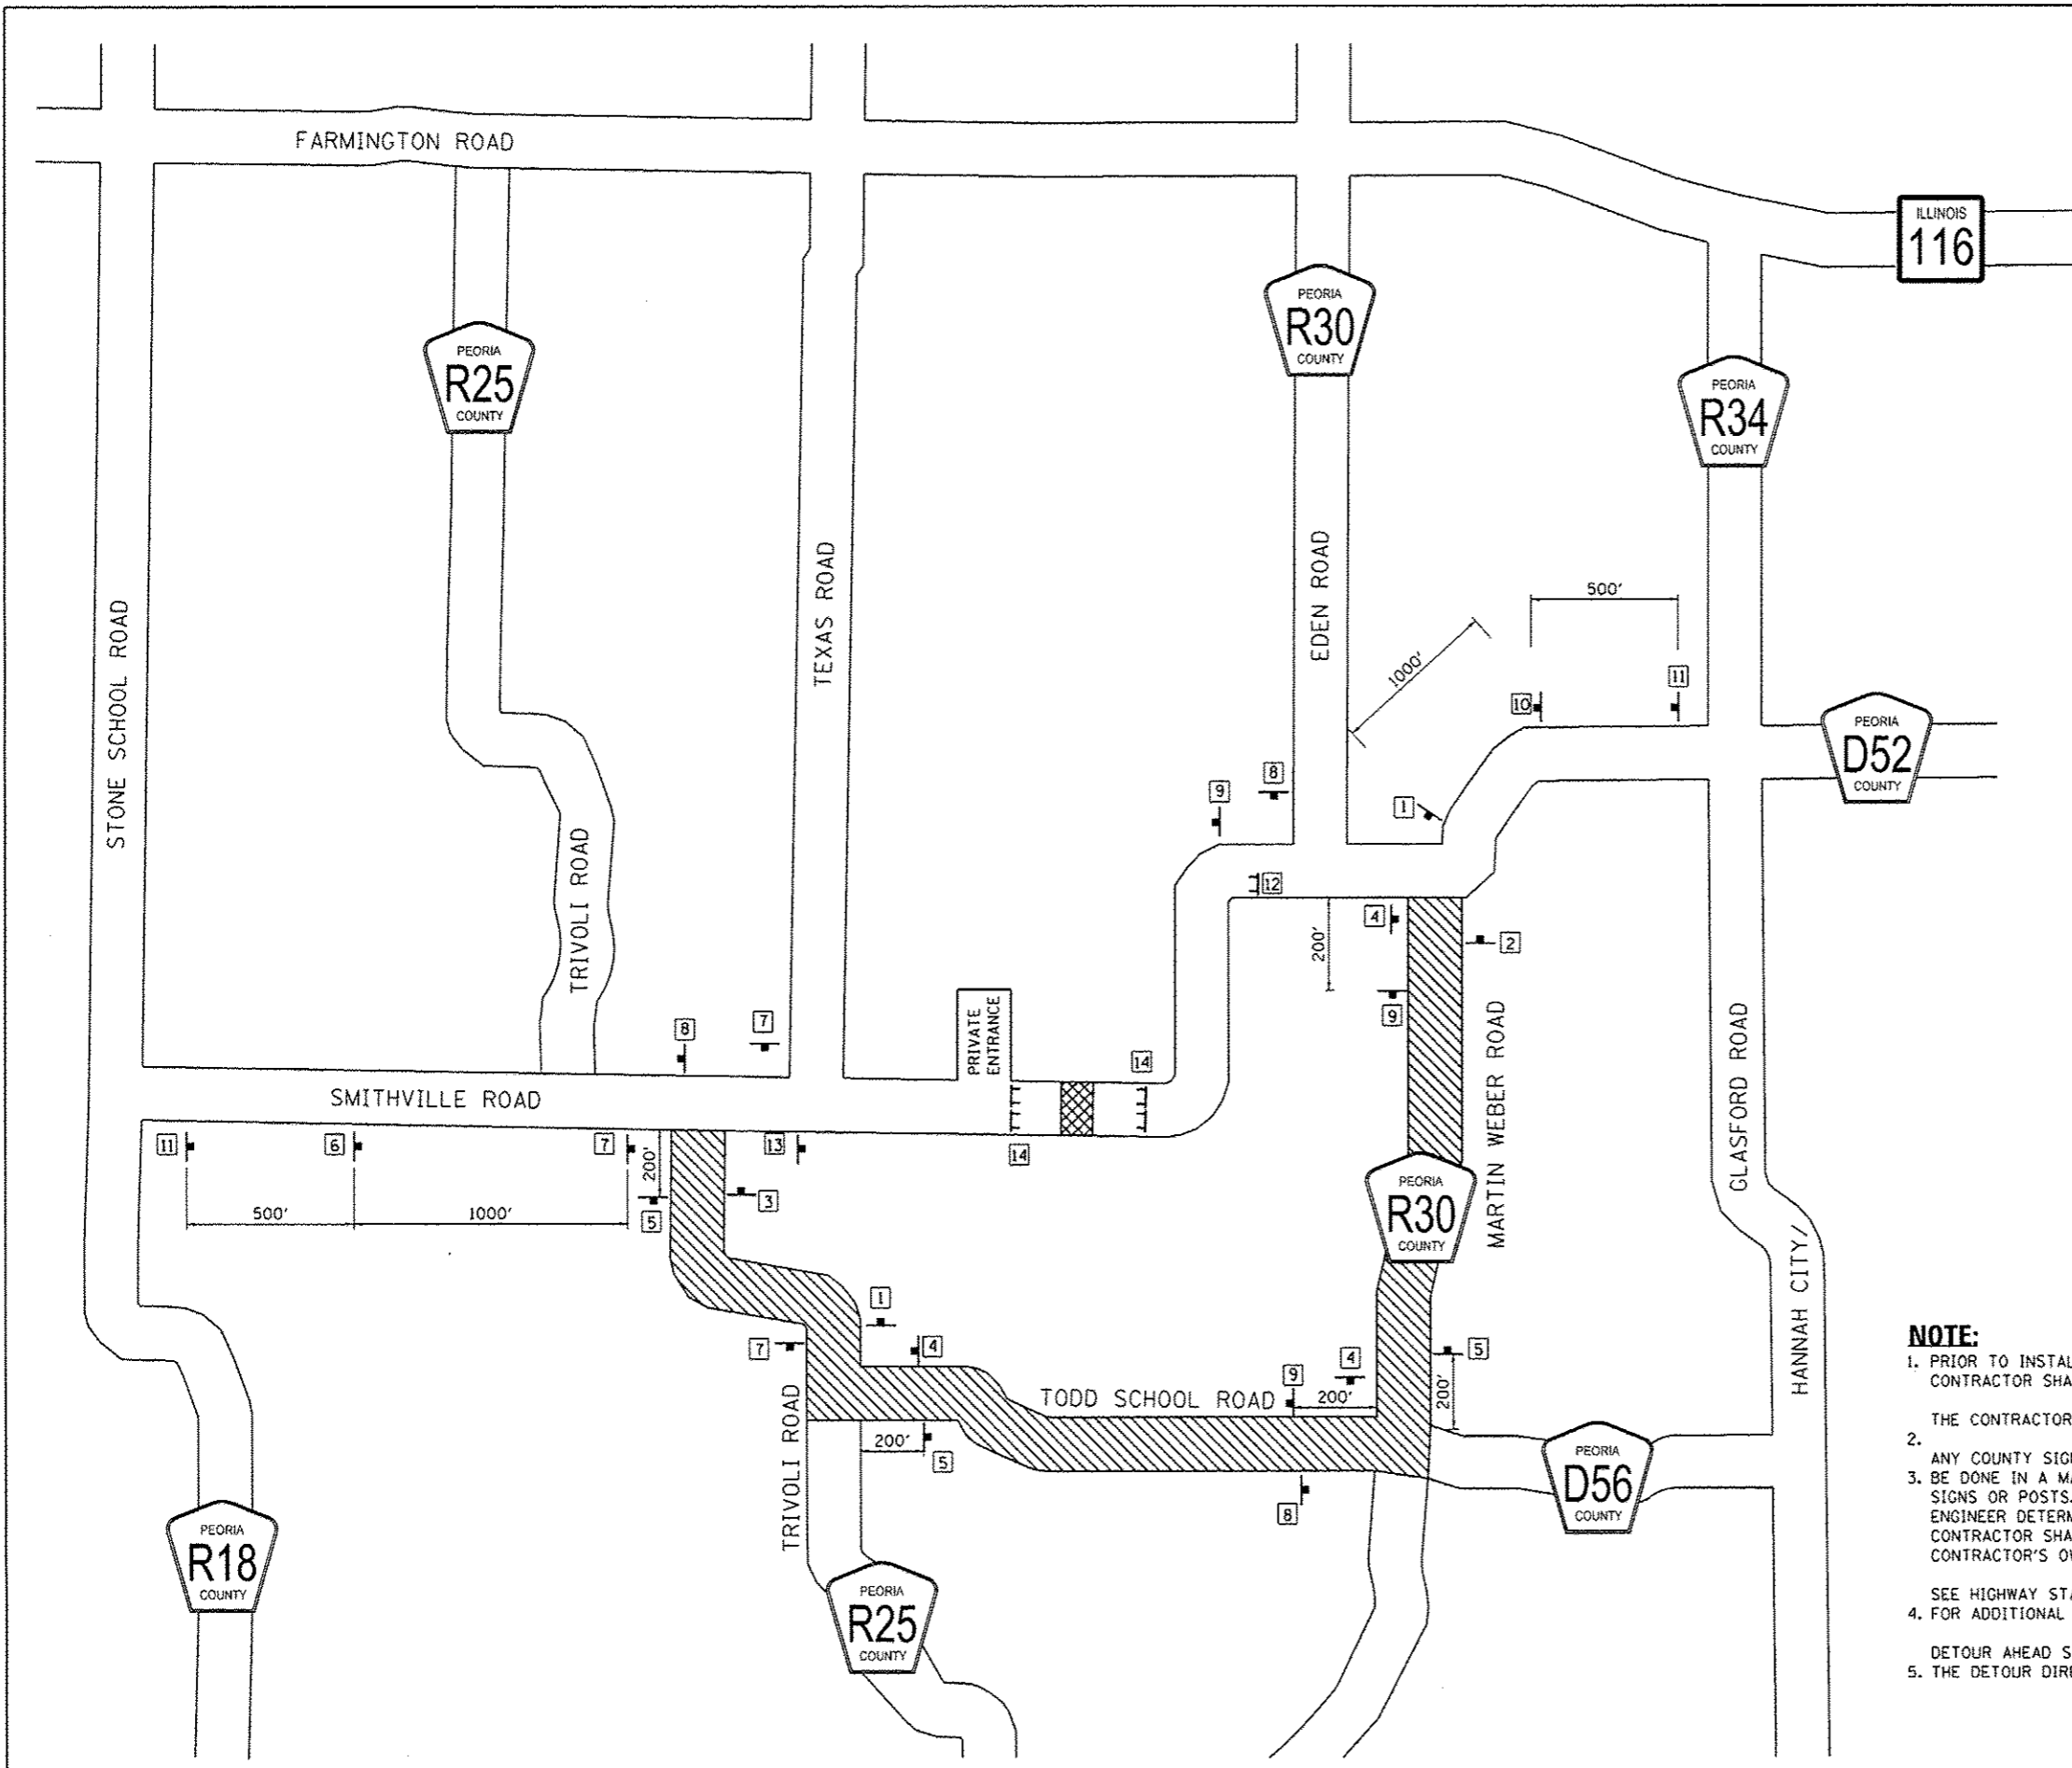 FARMINGTON ROAD
ILLINOIS
116
PEORIA
R25
COUNTY
PEORIA
R30
COUNTY
PEORIA
R34
COUNTY
STONE SCHOOL ROAD
TRIVOLI ROAD
TEXAS ROAD
EDEN ROAD
1000'
500'
10
11
PEORIA
D52
COUNTY
9
8
1
12
4
2
200'
9
8
7
PRIVATE
ENTRANCE
14
SMITHVILLE ROAD
11
6
7
200'
13
14
500'
1000'
5
3
MARTIN WEBER ROAD
PEORIA
R30
COUNTY
GLASFORD ROAD
HANNAH CITY/
1
7
4
TRIVOLI ROAD
200'
5
TODD SCHOOL ROAD
9
200'
4
5
200'
8
PEORIA
D56
COUNTY
PEORIA
R18
COUNTY
PEORIA
R25
COUNTY
NOTE:
1. PRIOR TO INSTAL
CONTRACTOR SHA
THE CONTRACTOR
2.
ANY COUNTY SIG
3. BE DONE IN A MA
SIGNS OR POSTS.
ENGINEER DETERM
CONTRACTOR SHA
CONTRACTOR'S OW
SEE HIGHWAY STA
4. FOR ADDITIONAL
DETOUR AHEAD S
5. THE DETOUR DIRE